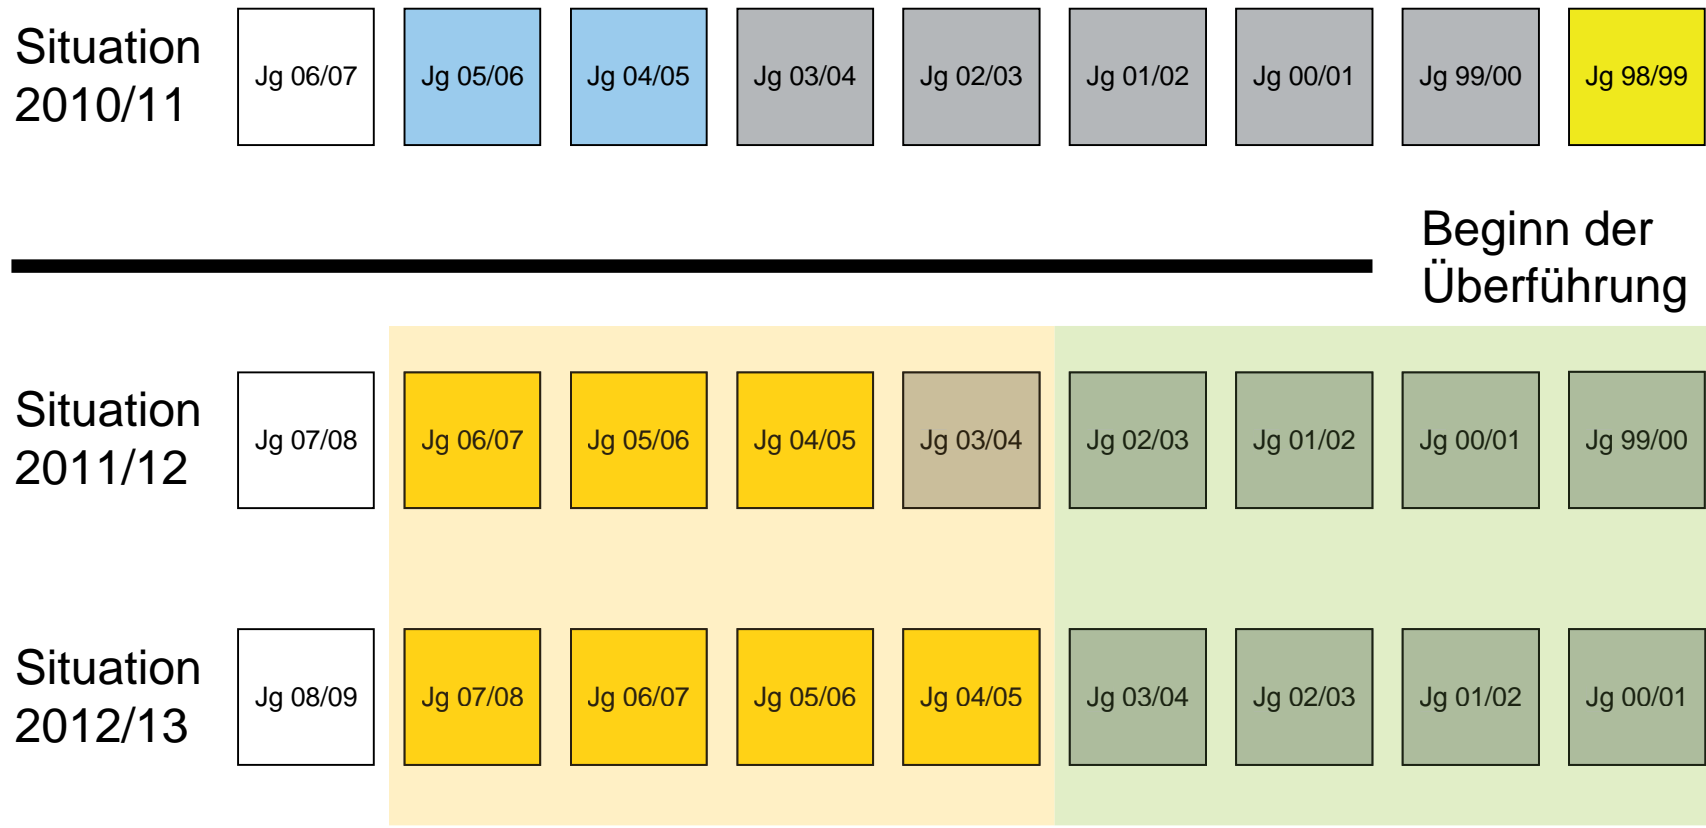 Situation
2010/11
Jg 06/07
Jg 05/06
Jg 04/05
Jg 03/04
Jg 02/03
Jg 01/02
Jg 00/01
Jg 99/00
Jg 98/99
Beginn der
Überführung
Situation
2011/12
Jg 07/08
Jg 06/07
Jg 05/06
Jg 04/05
Jg 03/04
Jg 02/03
Jg 01/02
Jg 00/01
Jg 99/00
Situation
2012/13
Jg 08/09
Jg 07/08
Jg 06/07
Jg 05/06
Jg 04/05
Jg 03/04
Jg 02/03
Jg 01/02
Jg 00/01